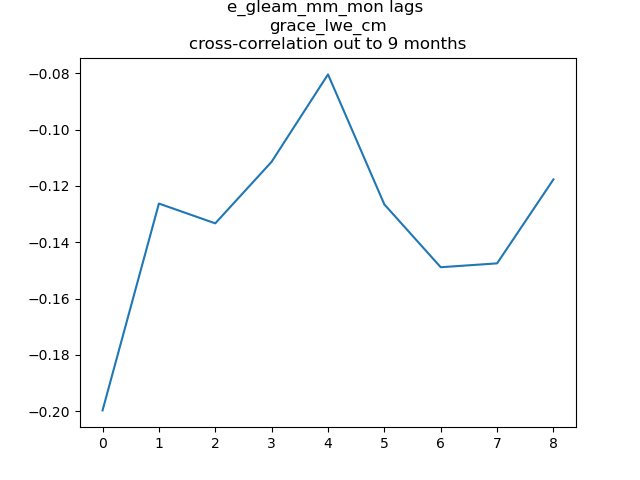 e_gleam_mm_mon lags
grace_lwe_cm
cross-correlation out to 9 months
−0.08
−0.10
−0.12
−0.14
−0.16
−0.18
−0.20
0 1 2 3 4 5 6 7 8